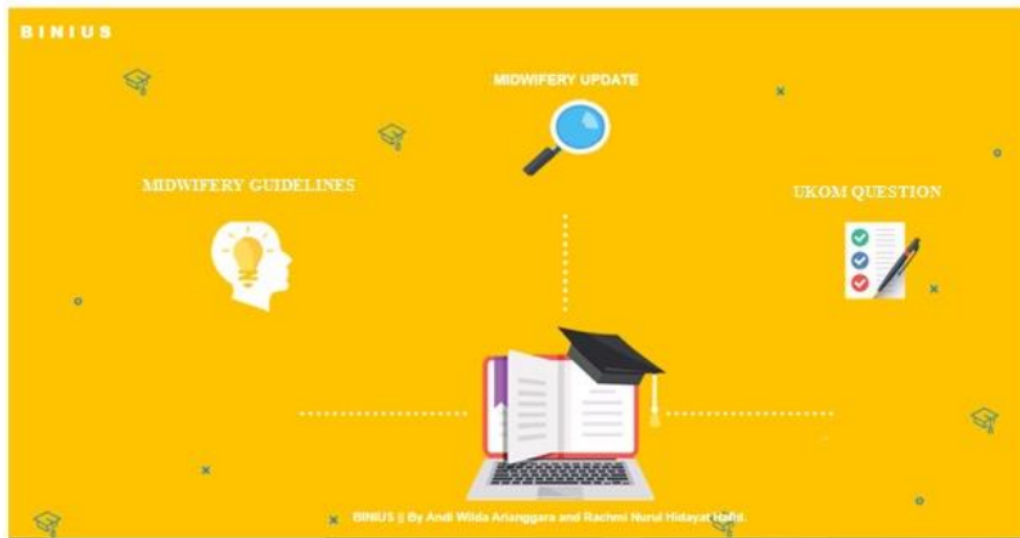 BINIUS
MIDWIFERY UPDATE
MIDWIFERY GUIDELINES
UKOM QUESTION
BINIUS || By Andi Wilda Arianggara and Rachmi Nurul Hidayat Hafid.